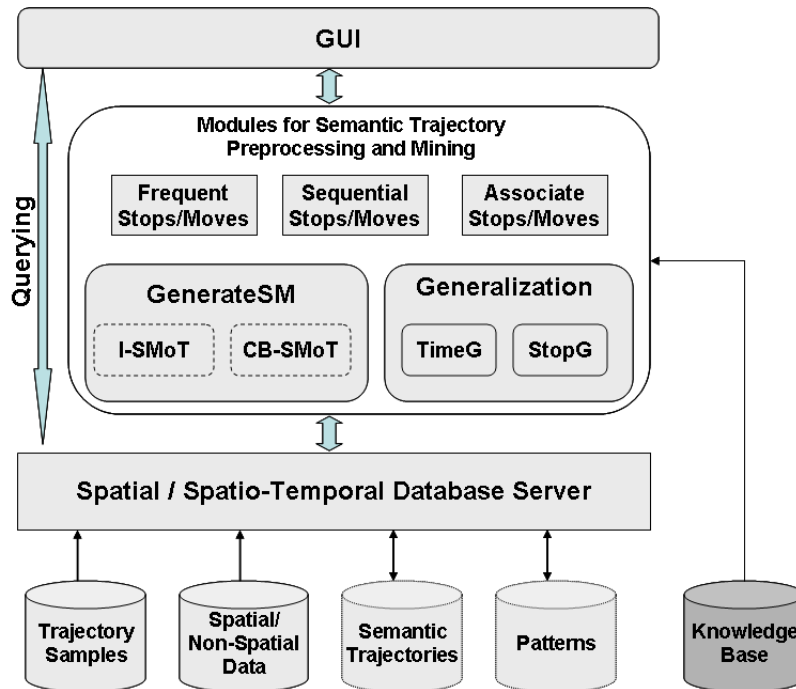 GUI
Modules for Semantic Trajectory
Preprocessing and Mining
Querying
Frequent
Stops/Moves
Sequential
Stops/Moves
Associate
Stops/Moves
GenerateSM
I-SMoT
CB-SMoT
Generalization
TimeG
StopG
Spatial / Spatio-Temporal Database Server
Trajectory
Samples
Spatial/
Non-Spatial
Data
Semantic
Trajectories
Patterns
Knowledge
Base